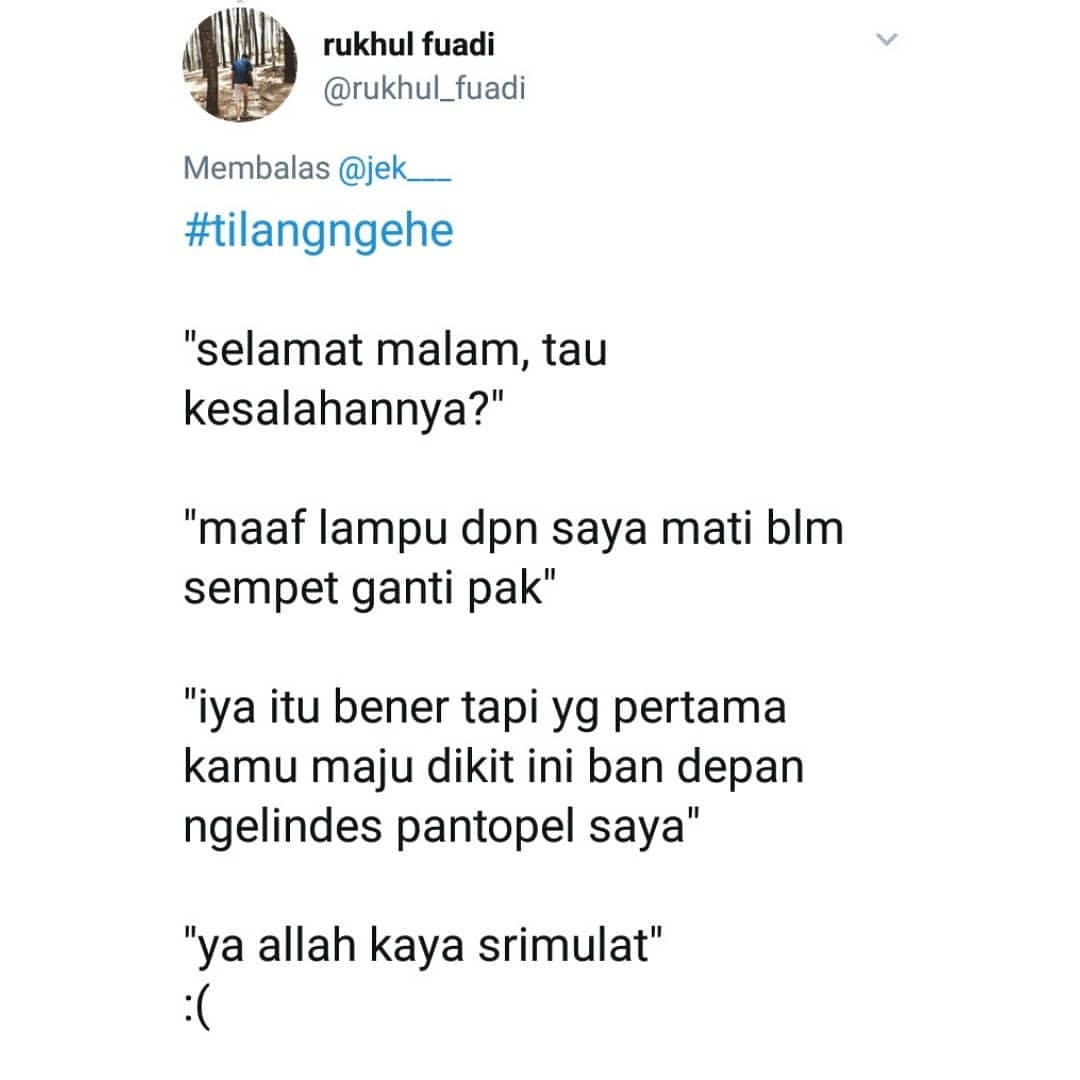 rukhul fuadi
@rukhul_fuadi
Membalas @jek___
#tilangngehe
"selamat malam, tau
kesalahannya?"
"maaf lampu dpn saya mati blm
sempet ganti pak"
"iya itu bener tapi yg pertama
kamu maju dikit ini ban depan
ngelindes pantopel saya"
"ya allah kaya srimulat"
:(